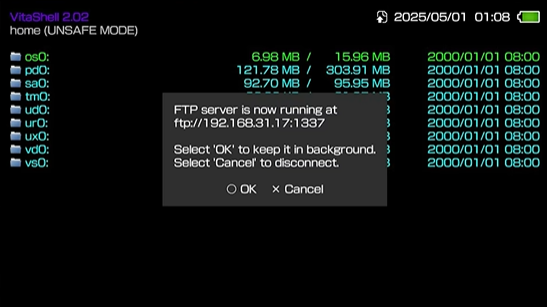 VitaShell 2.02 2025/05/01 01:08
home (UNSAFE MODE)
os0: 6.98 MB / 15.96 MB 2000/01/01 08:00
pd0: 121.78 MB / 303.91 MB 2000/01/01 08:00
sa0: 92.70 MB / 95.95 MB 2000/01/01 08:00
tm0: 2000/01/01 08:00
ud0: 2000/01/01 08:00
ur0: 2000/01/01 08:00
ux0: 2000/01/01 08:00
vd0: 2000/01/01 08:00
vs0: 2000/01/01 08:00
FTP server is now running at
ftp://192.168.31.17:1337
Select 'OK' to keep it in background.
Select 'Cancel' to disconnect.
○ OK × Cancel